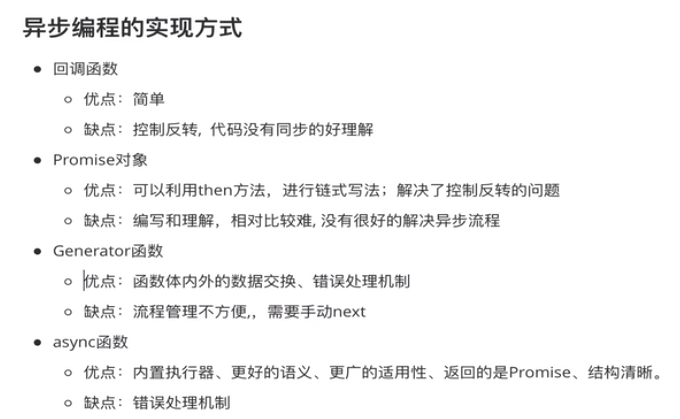 异步编程的实现方式
回调函数
优点：简单
缺点：控制反转, 代码没有同步的好理解
Promise对象
优点：可以利用then方法，进行链式写法；解决了控制反转的问题
缺点：编写和理解，相对比较难, 没有很好的解决异步流程
Generator函数
优点：函数体内外的数据交换、错误处理机制
缺点：流程管理不方便,，需要手动next
async函数
优点：内置执行器、更好的语义、更广的适用性、返回的是Promise、结构清晰。
缺点：错误处理机制